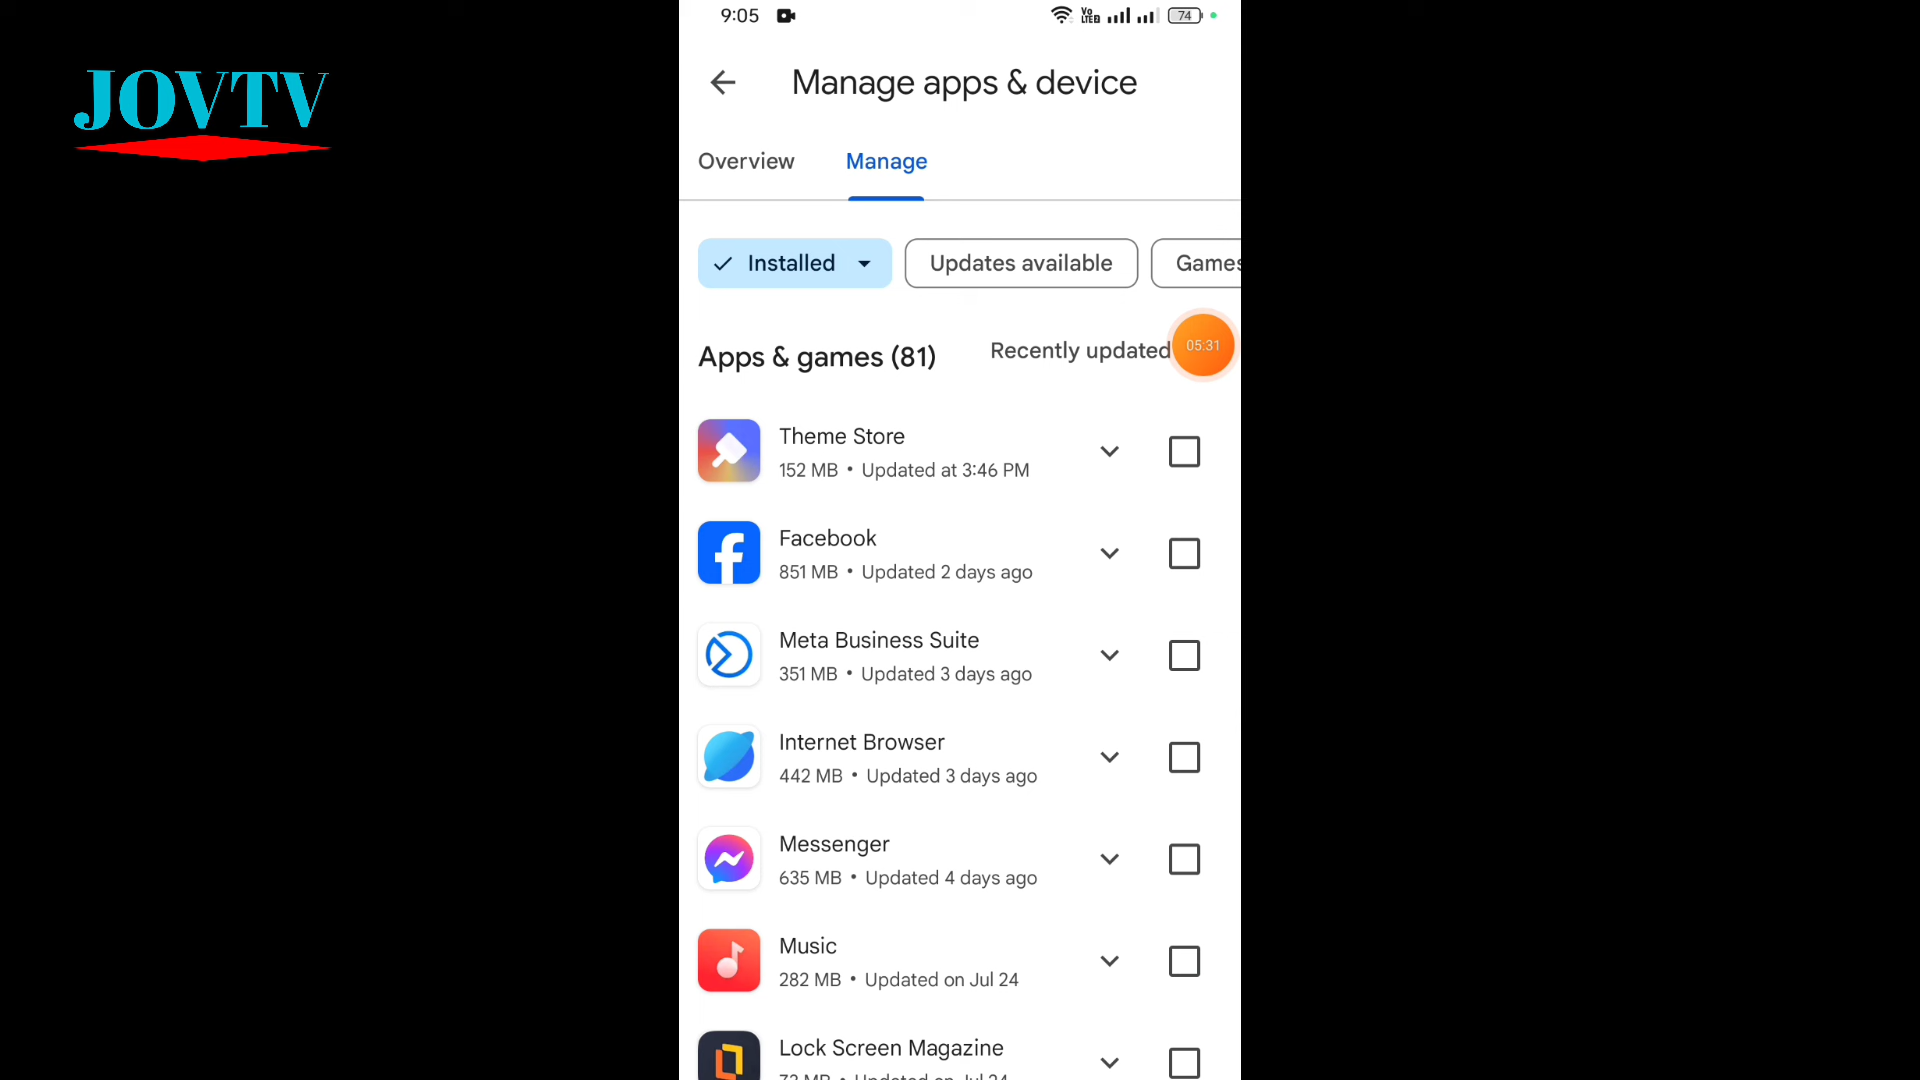 9:05
Vo LTE2
74
JOVTV
Manage apps & device
Overview
Manage
Installed
Updates available
Games
Apps & games (81)
Recently updated
05:31
Theme Store
152 MB • Updated at 3:46 PM
Facebook
851 MB • Updated 2 days ago
Meta Business Suite
351 MB • Updated 3 days ago
Internet Browser
442 MB • Updated 3 days ago
Messenger
635 MB • Updated 4 days ago
Music
282 MB • Updated on Jul 24
Lock Screen Magazine
MB • Updated on Jul 24